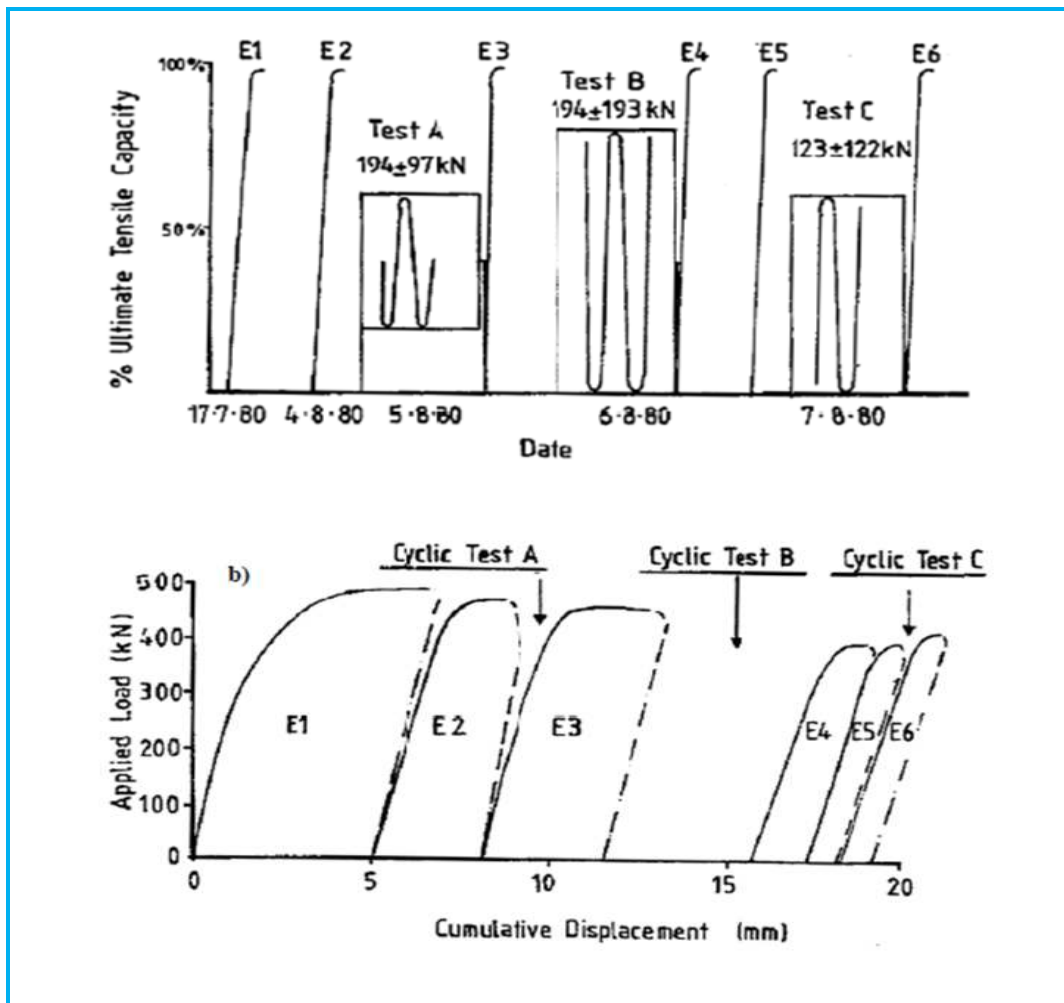 E1 E2 E3 E4 E5 E6
100%
Test A
194±97kN
Test B
194±193kN
Test C
123±122kN
50%
% Ultimate Tensile Capacity
17·7·80 4·8·80 5·8·80 6·8·80 7·8·80
Date
Cyclic Test A Cyclic Test B Cyclic Test C
b)
500
400
300
200
100
0
Applied Load (kN)
E1 E2 E3 E4 E5 E6
0 5 10 15 20
Cumulative Displacement (mm)